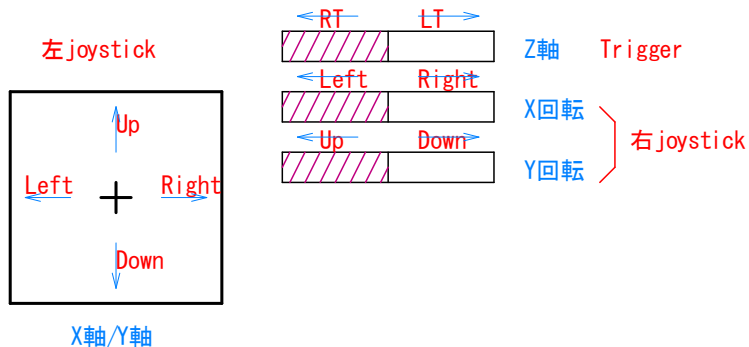 左joystick
Up
Left Right
Down
X軸/Y軸
RT LT
Z軸 Trigger
Left Right
X回転
Up Down
Y回転
右joystick